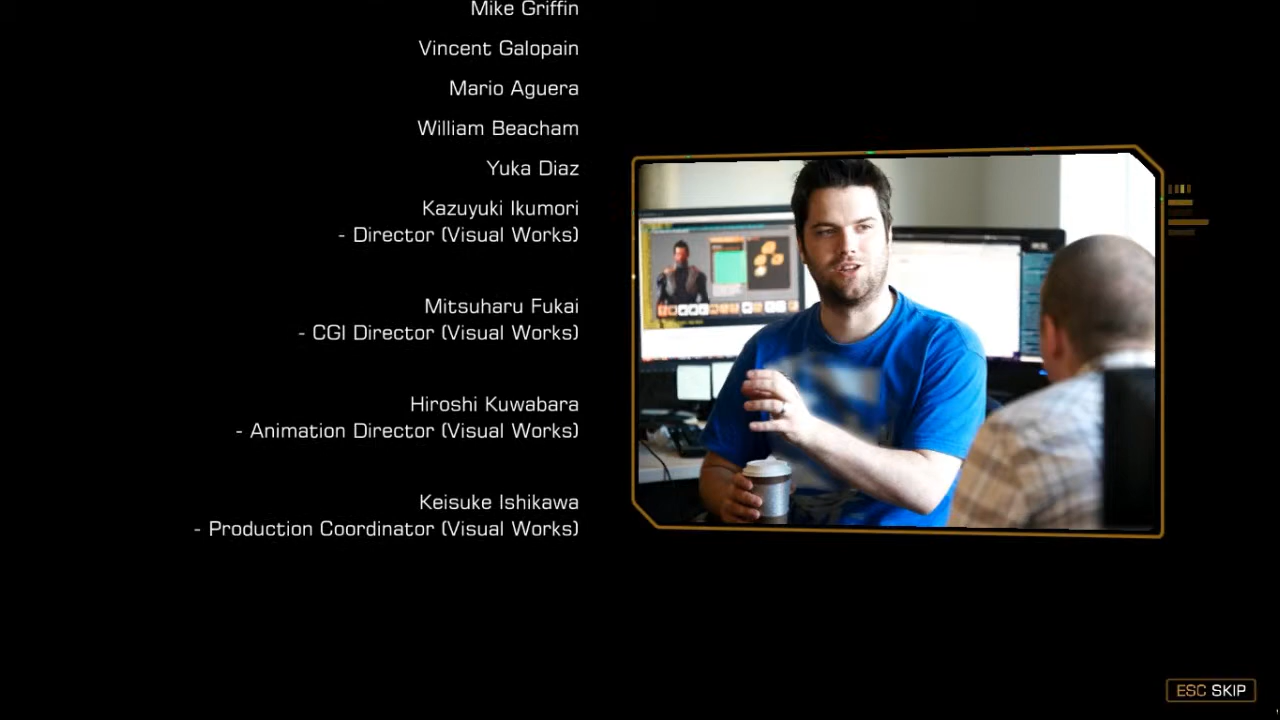 Mike Griffin
Vincent Galopain
Mario Aguera
William Beacham
Yuka Diaz
Kazuyuki Ikumori
- Director (Visual Works)
Mitsuharu Fukai
- CGI Director (Visual Works)
Hiroshi Kuwabara
- Animation Director (Visual Works)
Keisuke Ishikawa
- Production Coordinator (Visual Works)
ESC SKIP